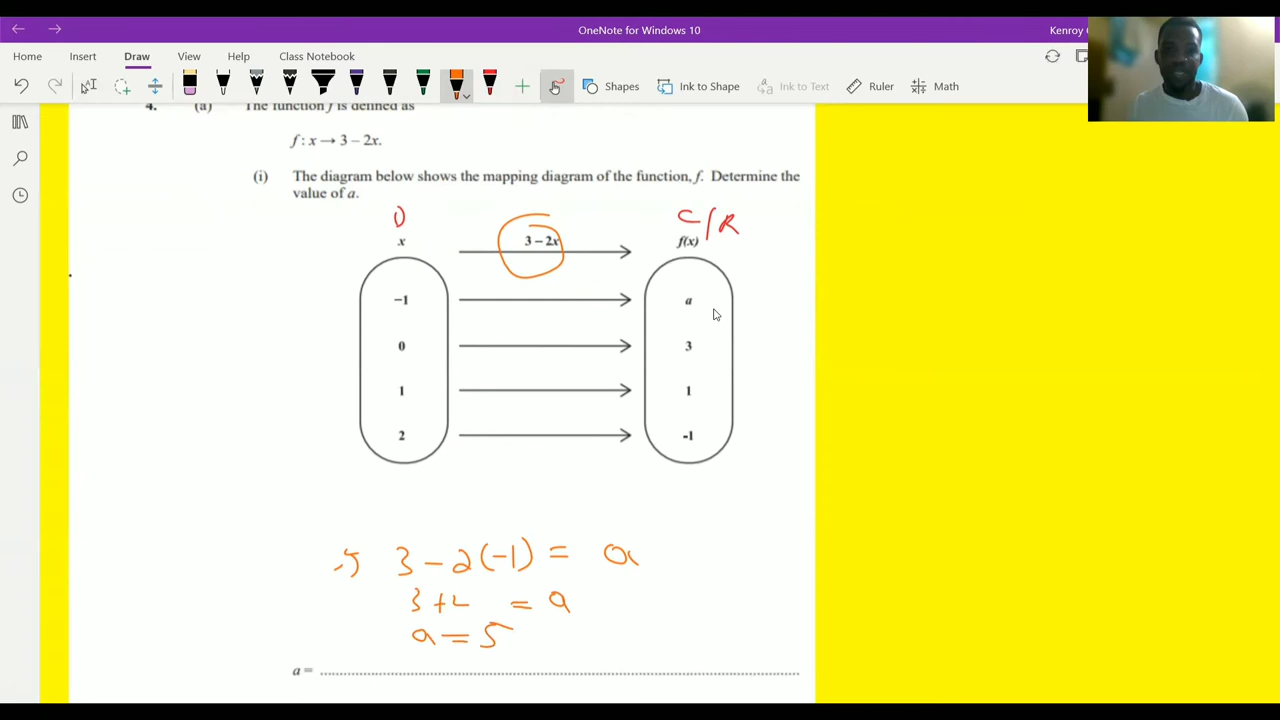 OneNote for Windows 10
Kenroy
Home Insert Draw View Help Class Notebook
Shapes Ink to Shape Ink to Text Ruler Math
4. (a) The function f is defined as
f : x → 3 – 2x.
(i) The diagram below shows the mapping diagram of the function, f. Determine the
value of a.
D C/R
x 3 – 2x f(x)
–1 a
0 3
1 1
2 -1
3 – 2(–1) = a
3 + 2 = a
a = 5
a = ........................................................................